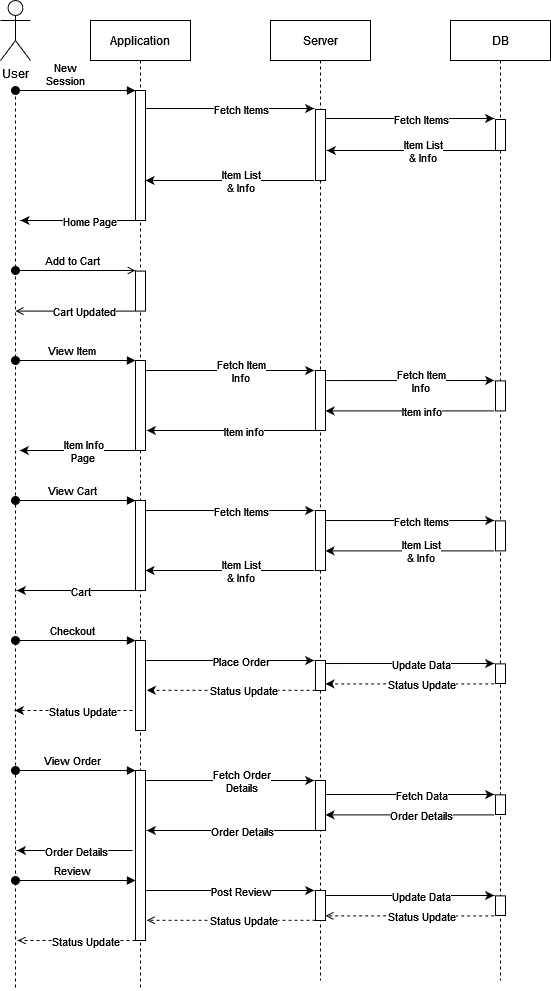 Application
Server
DB
User
New
Session
Fetch Items
Fetch Items
Item List
& Info
Item List
& Info
Home Page
Add to Cart
Cart Updated
View Item
Fetch Item
Info
Fetch Item
Info
Item info
Item info
Item Info
Page
View Cart
Fetch Items
Fetch Items
Item List
& Info
Item List
& Info
Cart
Checkout
Place Order
Update Data
Status Update
Status Update
Status Update
View Order
Fetch Order
Details
Fetch Data
Order Details
Order Details
Order Details
Review
Post Review
Update Data
Status Update
Status Update
Status Update